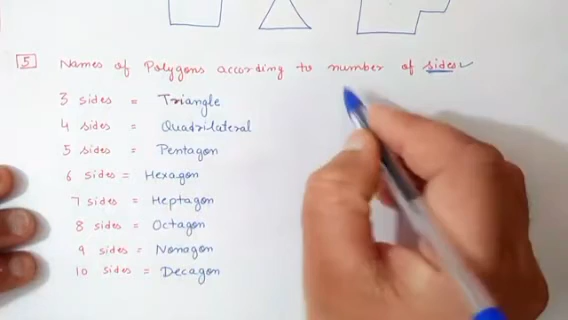 5 Names of Polygons according to number of sides
3 sides = Triangle
4 sides = Quadrilateral
5 sides = Pentagon
6 sides = Hexagon
7 sides = Heptagon
8 sides = Octagon
9 sides = Nonagon
10 sides = Decagon